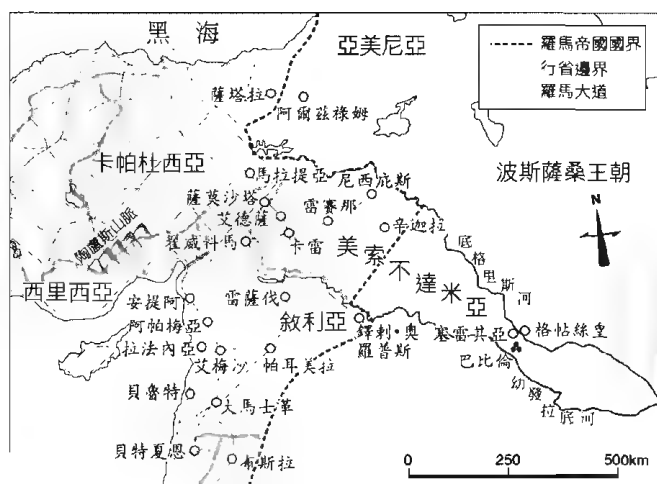 黑海
亞美尼亞
羅馬帝國國界
行省邊界
羅馬大道
薩塔拉
阿爾茲祿姆
卡帕杜西亞
馬拉提亞
尼西庇斯
波斯薩桑王朝
N
薩莫沙塔
雷賽那
艾德薩
辛迦拉
陶邏斯山脈
翟威科馬
卡雷
美索不達米亞
底格里斯河
西里西亞
安提阿
雷薩伐
敘利亞
鐸剌•奧
羅普斯
塞雷其亞
格帖絲皇
阿帕梅亞
拉法內亞
艾梅沙
帕耳美拉
巴比倫
幼發拉底河
貝魯特
大馬士革
貝特夏恩
布斯拉
0 250 500km